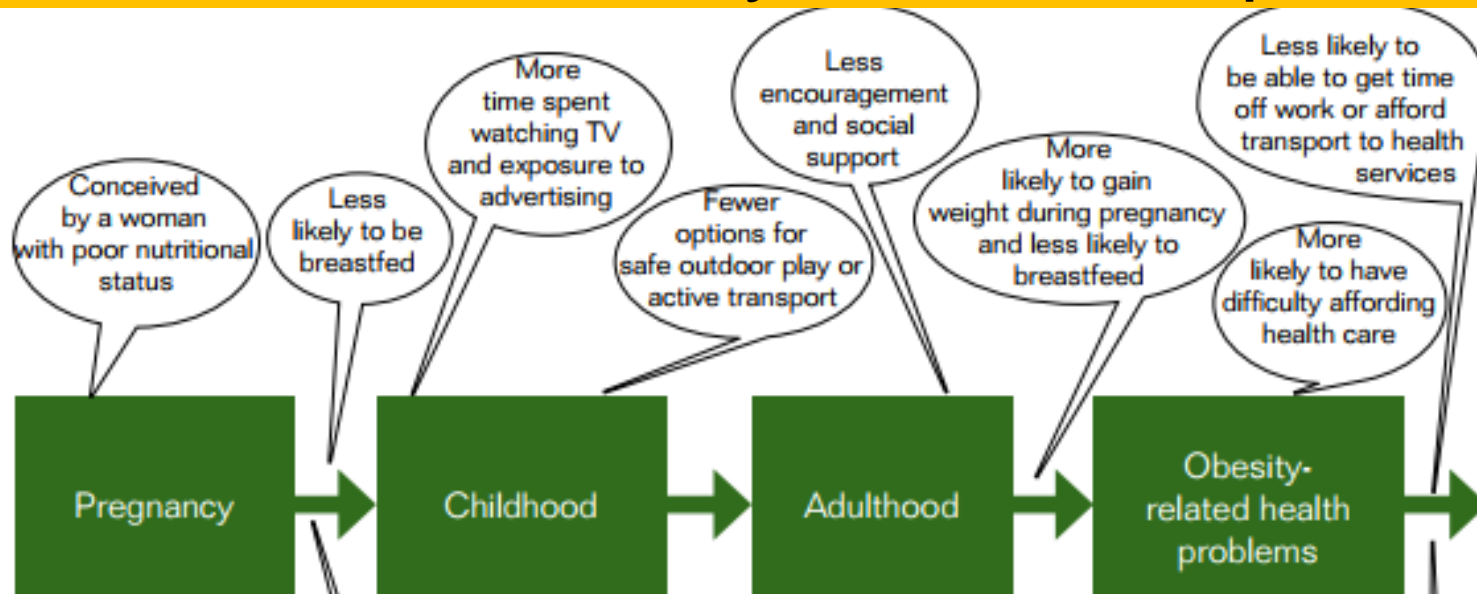 Conceived
by a woman
with poor nutritional
status
Less
likely to be
breastfed
More
time spent
watching TV
and exposure to
advertising
Fewer
options for
safe outdoor play or
active transport
Less
encouragement
and social
support
More
likely to gain
weight during pregnancy
and less likely to
breastfeed
Less likely to
be able to get time
off work or afford
transport to health
services
More
likely to have
difficulty affording
health care
Pregnancy
Childhood
Adulthood
Obesity-
related health
problems